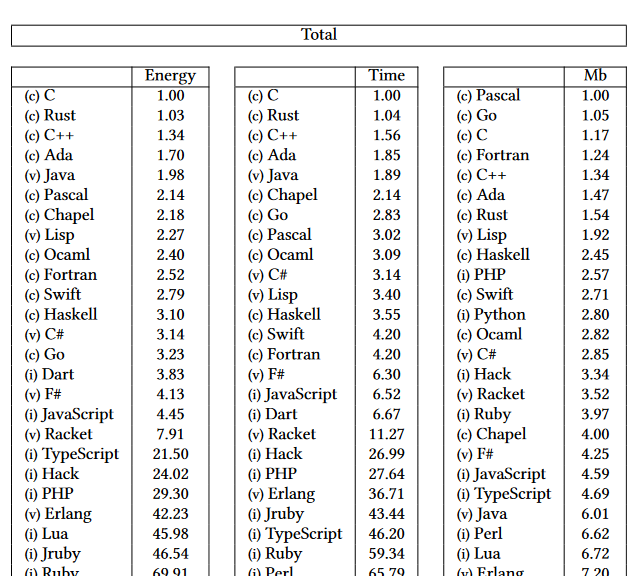 Total
Energy Time Mb
(c) C 1.00 (c) C 1.00 (c) Pascal 1.00
(c) Rust 1.03 (c) Rust 1.04 (c) Go 1.05
(c) C++ 1.34 (c) C++ 1.56 (c) C 1.17
(c) Ada 1.70 (c) Ada 1.85 (c) Fortran 1.24
(v) Java 1.98 (v) Java 1.89 (c) C++ 1.34
(c) Pascal 2.14 (c) Chapel 2.14 (c) Ada 1.47
(c) Chapel 2.18 (c) Go 2.83 (c) Rust 1.54
(v) Lisp 2.27 (c) Pascal 3.02 (v) Lisp 1.92
(c) Ocaml 2.40 (c) Ocaml 3.09 (c) Haskell 2.45
(c) Fortran 2.52 (v) C# 3.14 (i) PHP 2.57
(c) Swift 2.79 (v) Lisp 3.40 (c) Swift 2.71
(c) Haskell 3.10 (c) Haskell 3.55 (i) Python 2.80
(v) C# 3.14 (c) Swift 4.20 (c) Ocaml 2.82
(c) Go 3.23 (c) Fortran 4.20 (v) C# 2.85
(i) Dart 3.83 (v) F# 6.30 (i) Hack 3.34
(v) F# 4.13 (i) JavaScript 6.52 (v) Racket 3.52
(i) JavaScript 4.45 (i) Dart 6.67 (i) Ruby 3.97
(v) Racket 7.91 (v) Racket 11.27 (c) Chapel 4.00
(i) TypeScript 21.50 (i) Hack 26.99 (v) F# 4.25
(i) Hack 24.02 (i) PHP 27.64 (i) JavaScript 4.59
(i) PHP 29.30 (v) Erlang 36.71 (i) TypeScript 4.69
(v) Erlang 42.23 (i) Jruby 43.44 (v) Java 6.01
(i) Lua 45.98 (i) TypeScript 46.20 (i) Perl 6.62
(i) Jruby 46.54 (i) Ruby 59.34 (i) Lua 6.72
(i) Ruby 69.91 (i) Perl 65.79 (v) Erlang 7.20